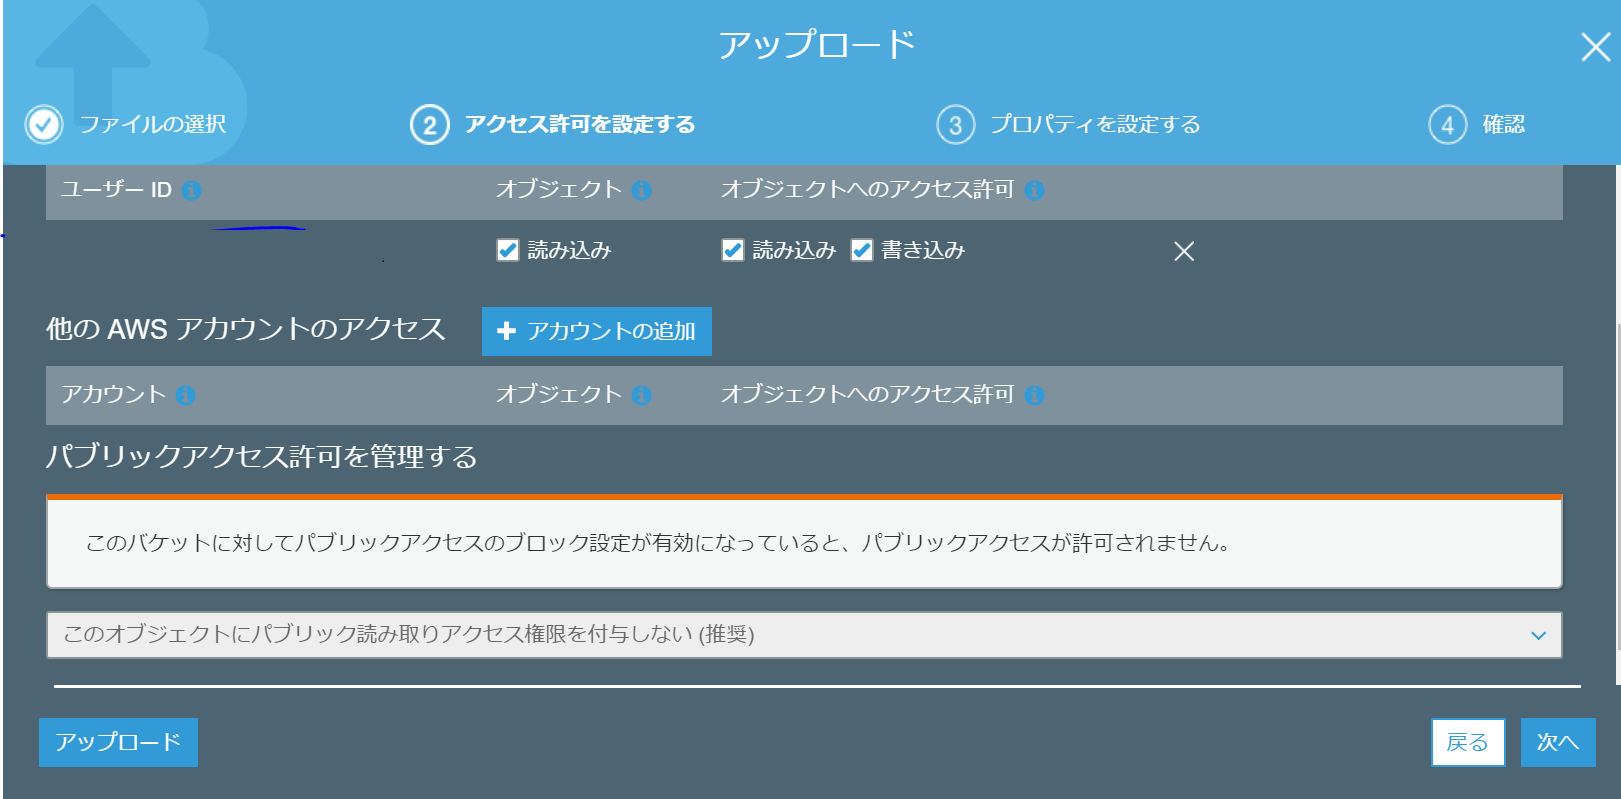 アップロード
ファイルの選択 2 アクセス許可を設定する 3 プロパティを設定する 4 確認
ユーザー ID オブジェクト オブジェクトへのアクセス許可
読み込み 読み込み 書き込み
他の AWS アカウントのアクセス アカウントの追加
アカウント オブジェクト オブジェクトへのアクセス許可
パブリックアクセス許可を管理する
このバケットに対してパブリックアクセスのブロック設定が有効になっていると、パブリックアクセスが許可されません。
このオブジェクトにパブリック読み取りアクセス権限を付与しない (推奨)
アップロード 戻る 次へ